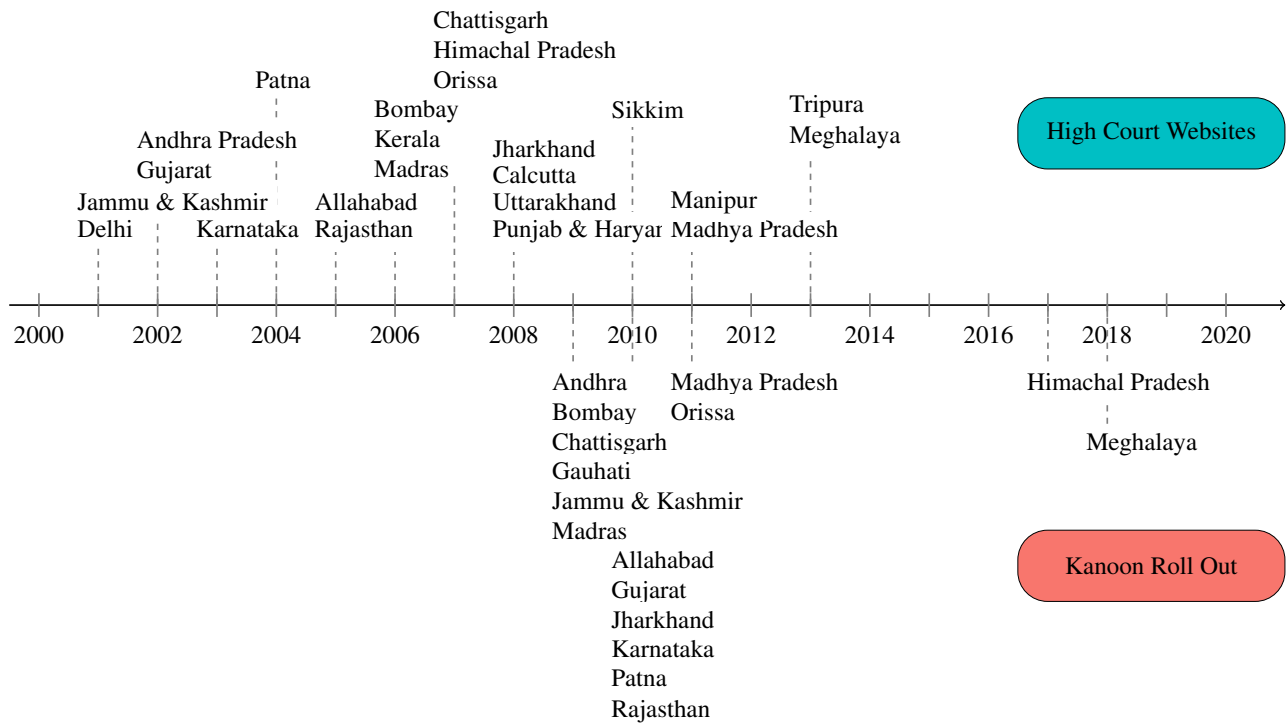 Chattisgarh
Himachal Pradesh
Orissa
Patna
Bombay
Kerala
Madras
Sikkim
Tripura
Meghalaya
High Court Websites
Andhra Pradesh
Gujarat
Jharkhand
Calcutta
Uttarakhand
Punjab & Haryar
Jammu & Kashmir
Delhi
Karnataka
Allahabad
Rajasthan
Manipur
Madhya Pradesh
2000 2002 2004 2006 2008 2010 2012 2014 2016 2018 2020
Andhra
Bombay
Chattisgarh
Gauhati
Jammu & Kashmir
Madras
Madhya Pradesh
Orissa
Himachal Pradesh
Meghalaya
Allahabad
Gujarat
Jharkhand
Karnataka
Patna
Rajasthan
Kanoon Roll Out